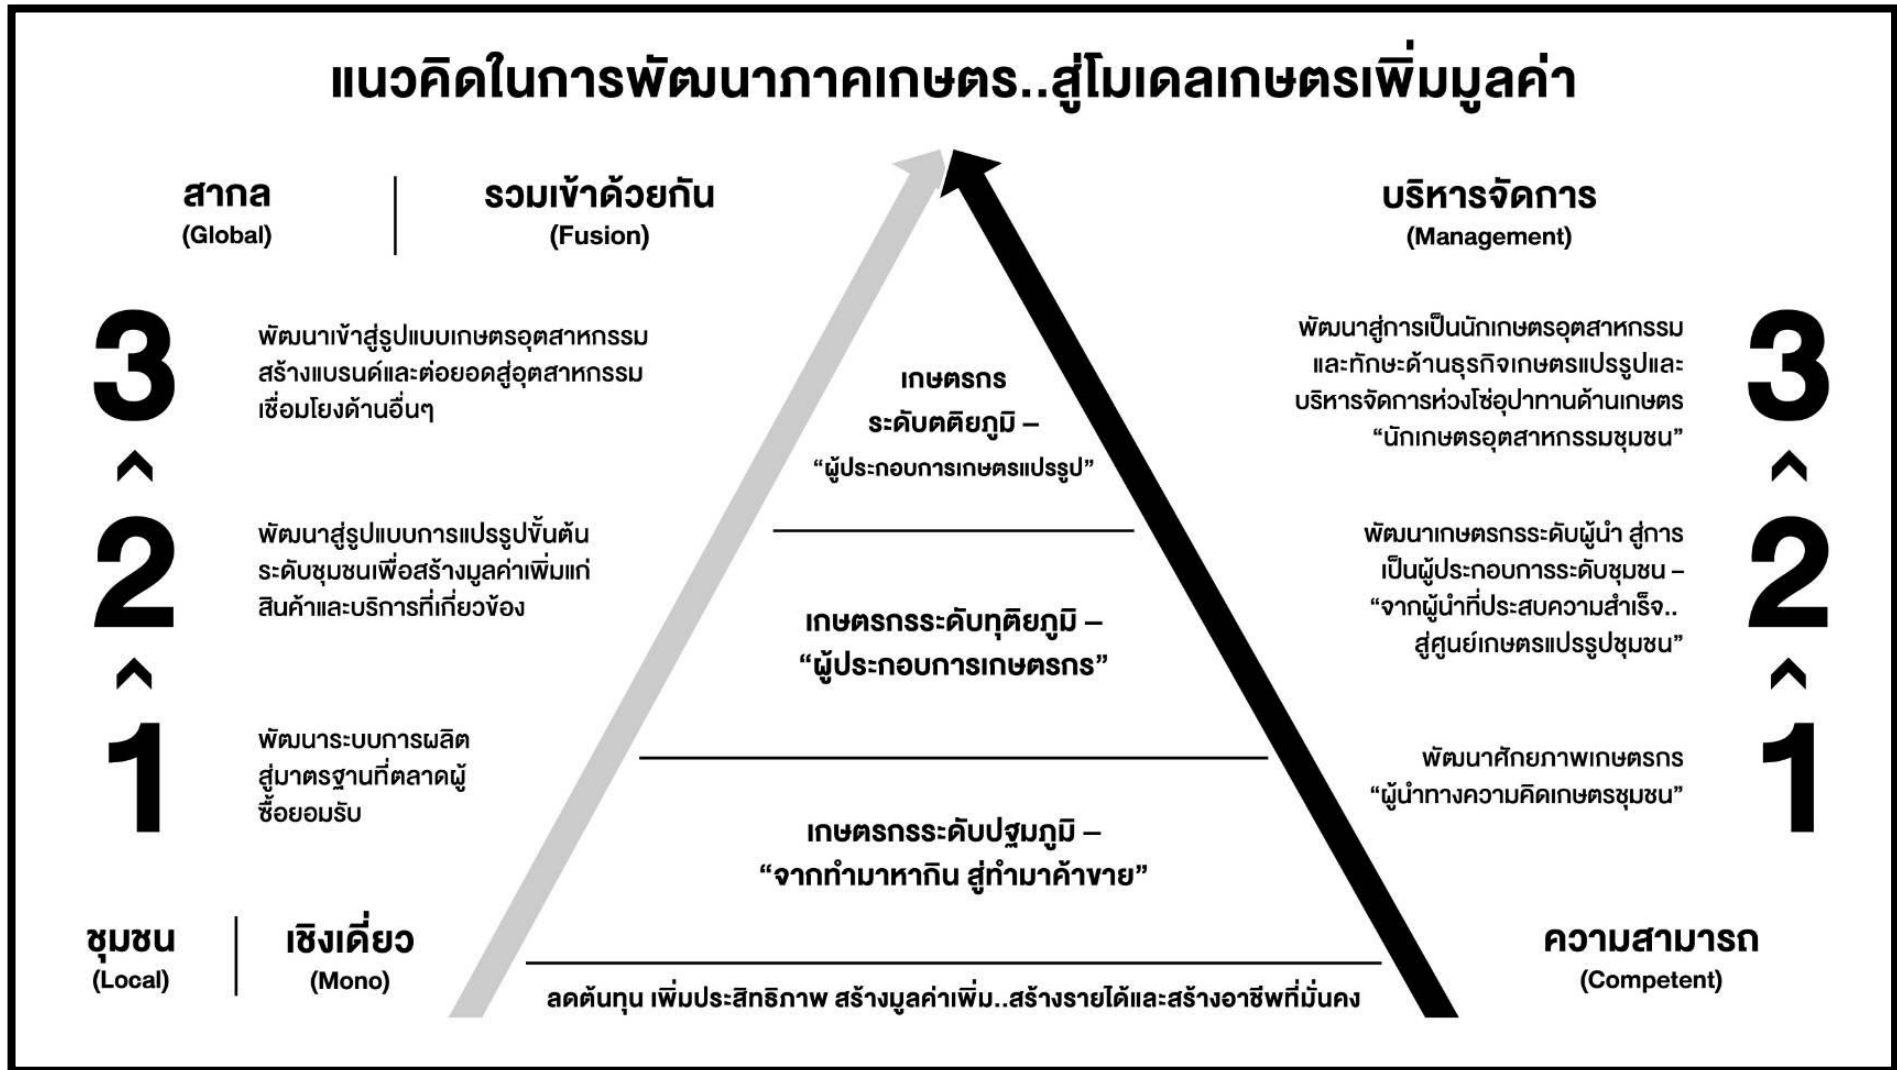 แนวคิดในการพัฒนาภาคเกษตร..สู่โมเดลเกษตรเพิ่มมูลค่า
สากล
(Global)
รวมเข้าด้วยกัน
(Fusion)
3
พัฒนาเข้าสู่รูปแบบเกษตรอุตสาหกรรม
สร้างแบรนด์และต่อยอดสู่อุตสาหกรรม
เชื่อมโยงด้านอื่นๆ
2
พัฒนาสู่รูปแบบการแปรรูปขั้นต้น
ระดับชุมชนเพื่อสร้างมูลค่าเพิ่มแก่
สินค้าและบริการที่เกี่ยวข้อง
1
พัฒนาระบบการผลิต
สู่มาตรฐานที่ตลาดผู้
ซื้อยอมรับ
ชุมชน
(Local)
เชิงเดี่ยว
(Mono)
เกษตรกร
ระดับตติยภูมิ –
“ผู้ประกอบการเกษตรแปรรูป”
เกษตรกรระดับทุติยภูมิ –
“ผู้ประกอบการเกษตรกร”
เกษตรกรระดับปฐมภูมิ –
“จากทำมาหากิน สู่ทำมาค้าขาย”
ลดต้นทุน เพิ่มประสิทธิภาพ สร้างมูลค่าเพิ่ม..สร้างรายได้และสร้างอาชีพที่มั่นคง
บริหารจัดการ
(Management)
พัฒนาสู่การเป็นนักเกษตรอุตสาหกรรม
และทักษะด้านธุรกิจเกษตรแปรรูปและ
บริหารจัดการห่วงโซ่อุปาทานด้านเกษตร
“นักเกษตรอุตสาหกรรมชุมชน”
3
พัฒนาเกษตรกรระดับผู้นำ สู่การ
เป็นผู้ประกอบการระดับชุมชน –
“จากผู้นำที่ประสบความสำเร็จ..
สู่ศูนย์เกษตรแปรรูปชุมชน”
2
พัฒนาศักยภาพเกษตรกร
“ผู้นำทางความคิดเกษตรชุมชน”
1
ความสามารถ
(Competent)